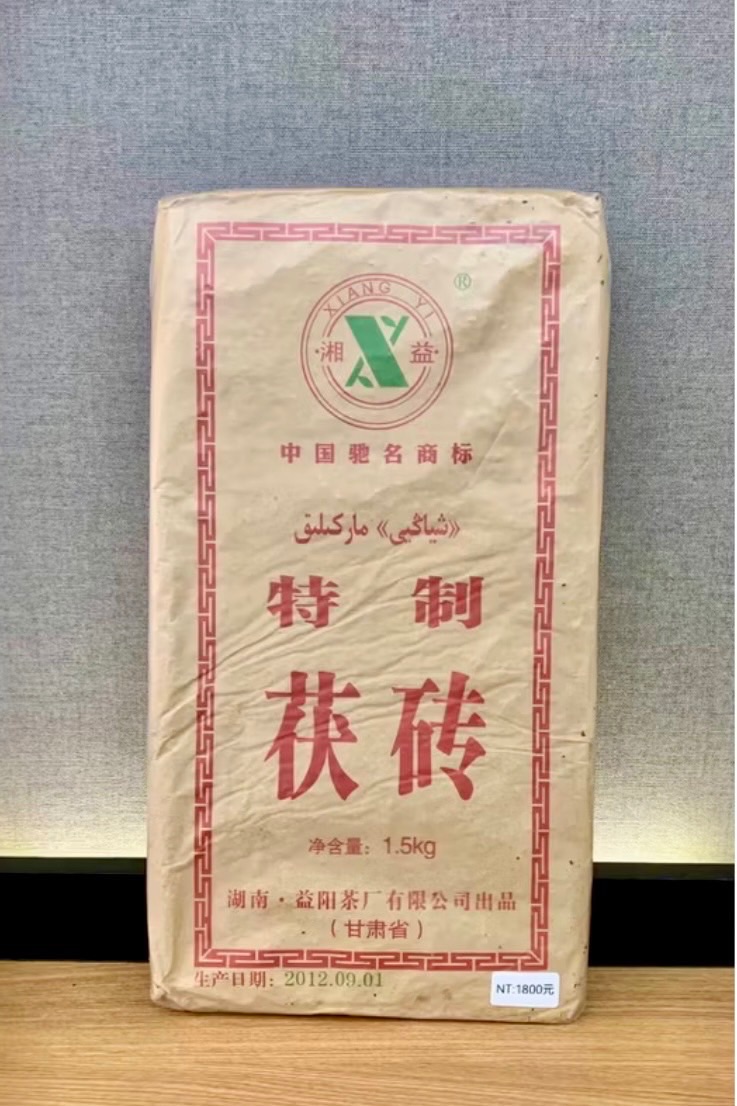 XIANG YI
湘 益
®
中国驰名商标
«شياڭيى» ماركىلىق
特 制
茯砖
净含量：1.5kg
湖南·益阳茶厂有限公司出品
（甘肃省）
生产日期：2012.09.01
NT:1800元